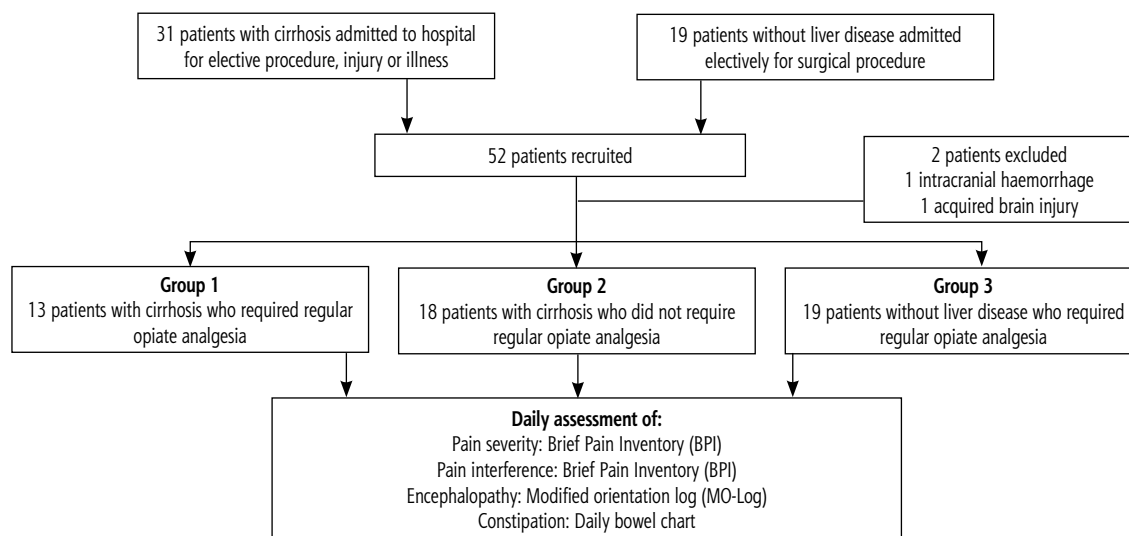 31 patients with cirrhosis admitted to hospital
for elective procedure, injury or illness
19 patients without liver disease admitted
electively for surgical procedure
52 patients recruited
2 patients excluded
1 intracranial haemorrhage
1 acquired brain injury
Group 1
13 patients with cirrhosis who required regular
opiate analgesia
Group 2
18 patients with cirrhosis who did not require
regular opiate analgesia
Group 3
19 patients without liver disease who required
regular opiate analgesia
Daily assessment of:
Pain severity: Brief Pain Inventory (BPI)
Pain interference: Brief Pain Inventory (BPI)
Encephalopathy: Modified orientation log (MO-Log)
Constipation: Daily bowel chart